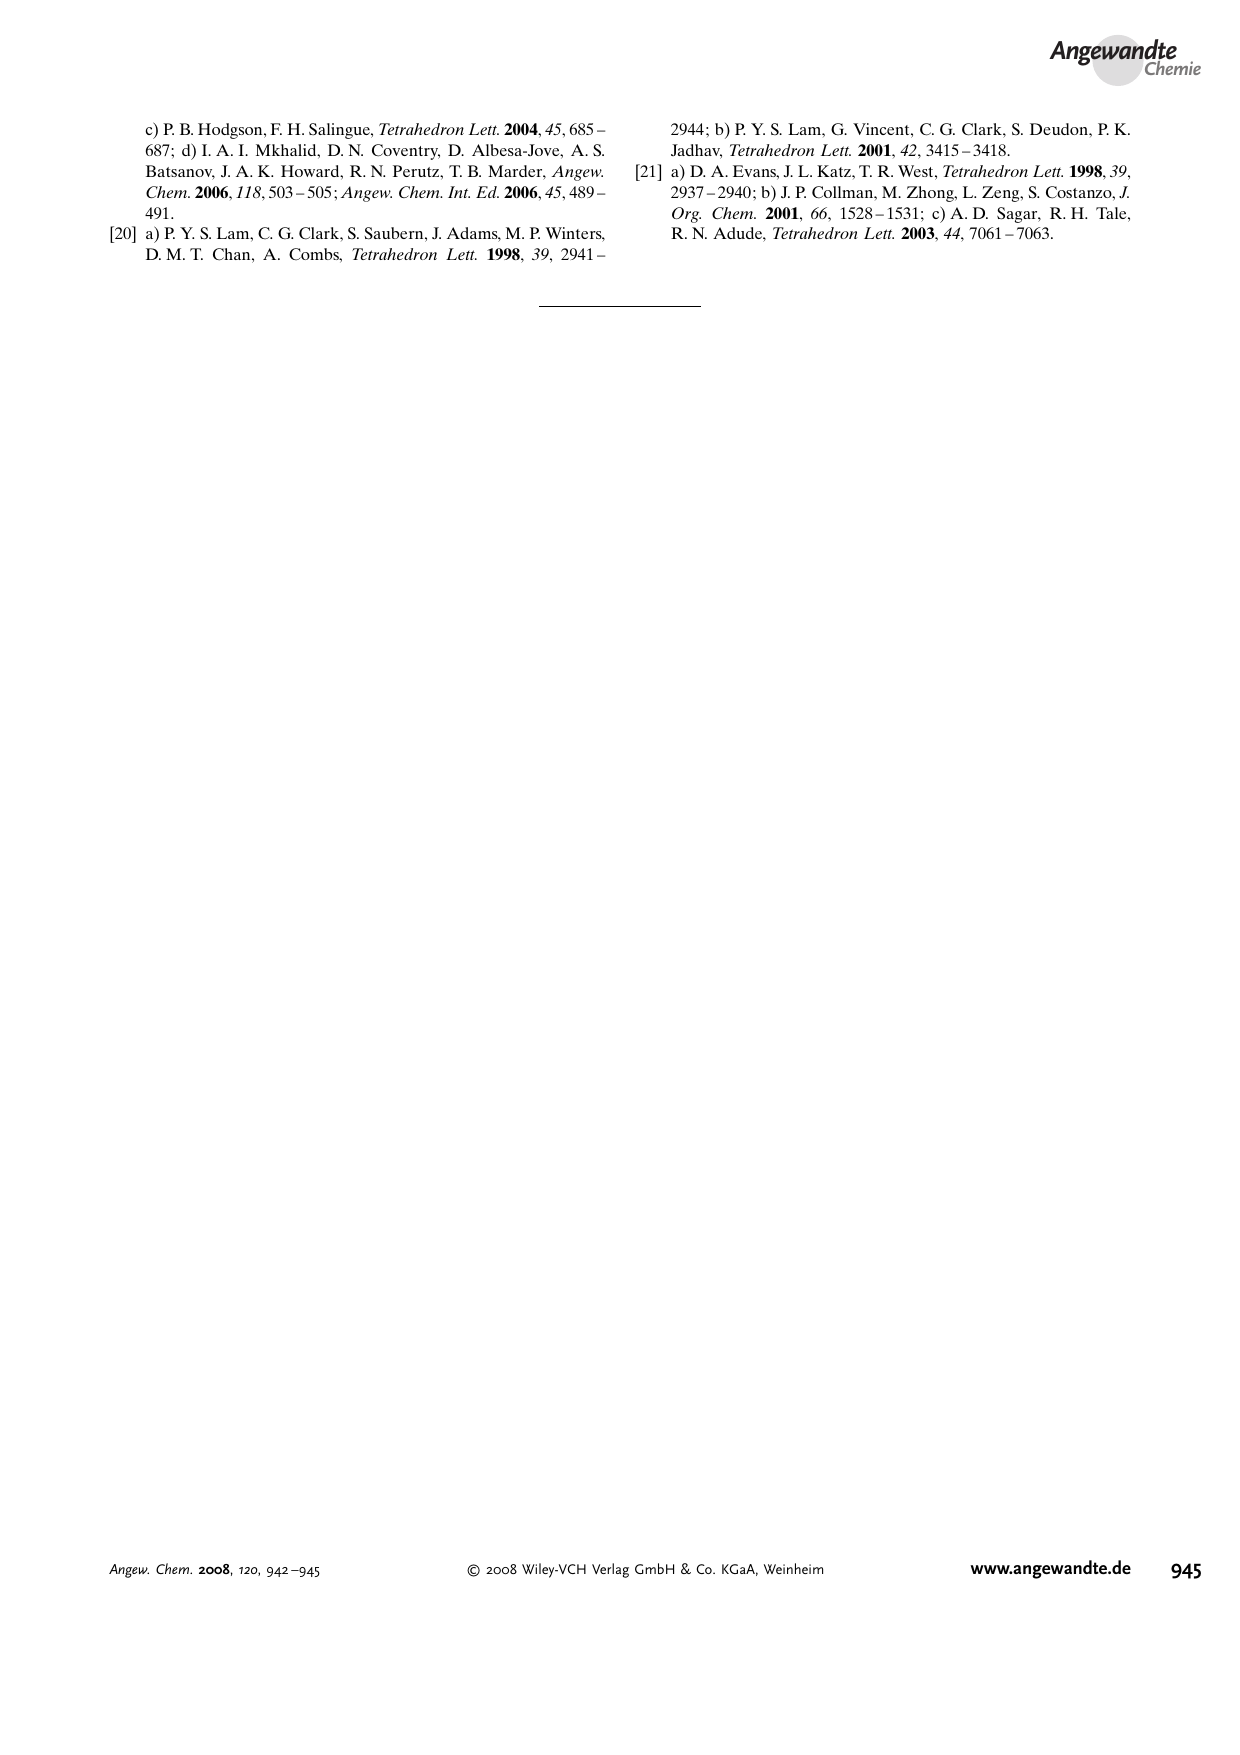 Angewandte
Chemie
c) P. B. Hodgson, F. H. Salingue, Tetrahedron Lett. 2004, 45, 685–
687; d) I. A. I. Mkhalid, D. N. Coventry, D. Albesa-Jove, A. S.
Batsanov, J. A. K. Howard, R. N. Perutz, T. B. Marder, Angew.
Chem. 2006, 118, 503–505; Angew. Chem. Int. Ed. 2006, 45, 489–
491.
[20] a) P. Y. S. Lam, C. G. Clark, S. Saubern, J. Adams, M. P. Winters,
D. M. T. Chan, A. Combs, Tetrahedron Lett. 1998, 39, 2941–
2944; b) P. Y. S. Lam, G. Vincent, C. G. Clark, S. Deudon, P. K.
Jadhav, Tetrahedron Lett. 2001, 42, 3415–3418.
[21] a) D. A. Evans, J. L. Katz, T. R. West, Tetrahedron Lett. 1998, 39,
2937–2940; b) J. P. Collman, M. Zhong, L. Zeng, S. Costanzo, J.
Org. Chem. 2001, 66, 1528–1531; c) A. D. Sagar, R. H. Tale,
R. N. Adude, Tetrahedron Lett. 2003, 44, 7061–7063.
Angew. Chem. 2008, 120, 942–945
© 2008 Wiley-VCH Verlag GmbH & Co. KGaA, Weinheim
www.angewandte.de
945